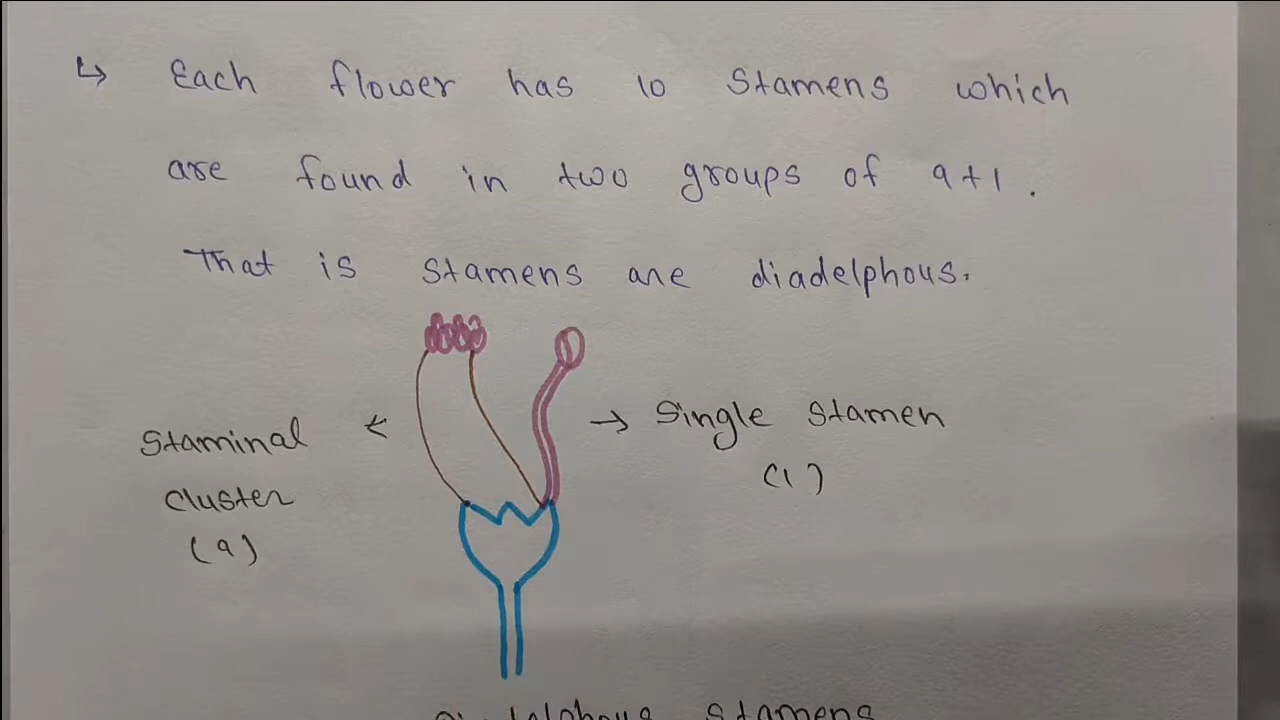 ↳ Each flower has 10 stamens which
are found in two groups of 9+1.
That is stamens are diadelphous.
Staminal ← → Single stamen
cluster (1)
(9)
stamens